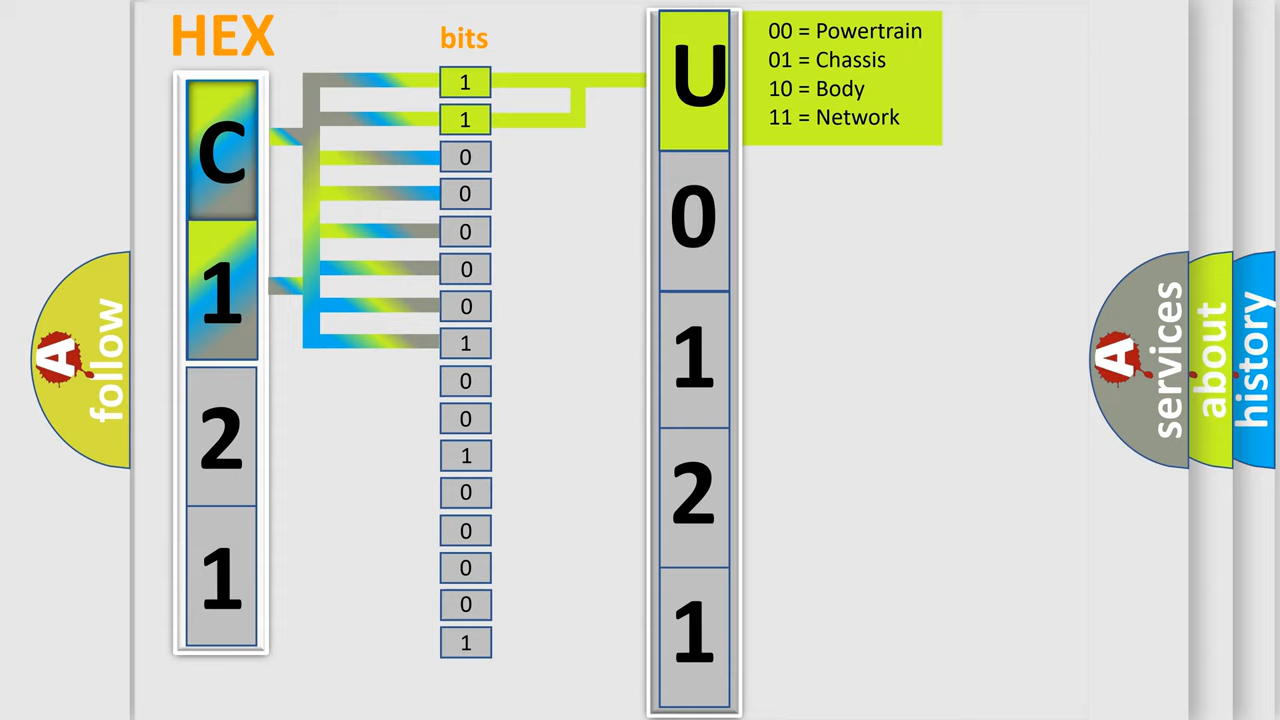 HEX
bits
C
1
2
1
1
1
0
0
0
0
0
1
0
0
1
0
0
0
0
1
U
0
1
2
1
00 = Powertrain
01 = Chassis
10 = Body
11 = Network
A
follow
A
services
about
history